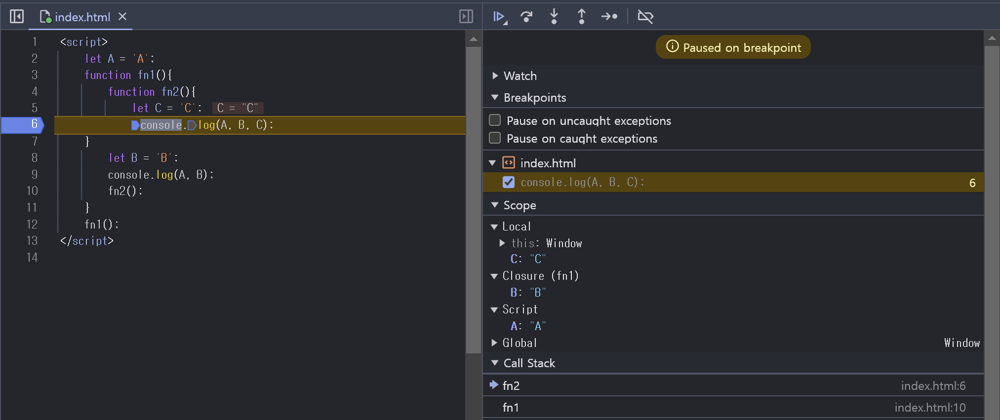 index.html
1 <script>
2 let A = 'A';
3 function fn1(){
4 function fn2(){
5 let C = 'C'; C = "C"
6 console.log(A, B, C);
7 }
8 let B = 'B';
9 console.log(A, B);
10 fn2();
11 }
12 fn1();
13 </script>
14
Paused on breakpoint
Watch
Breakpoints
Pause on uncaught exceptions
Pause on caught exceptions
index.html
console.log(A, B, C); 6
Scope
Local
this: Window
C: "C"
Closure (fn1)
B: "B"
Script
A: "A"
Global Window
Call Stack
fn2 index.html:6
fn1 index.html:10